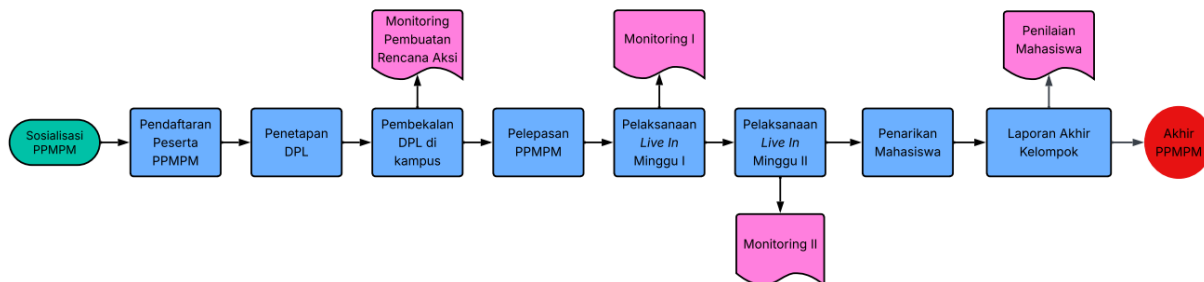 Monitoring
Pembuatan
Rencana Aksi
Monitoring I
Penilaian
Mahasiswa
Sosialisasi
PPMPM
Pendaftaran
Peserta
PPMPM
Penetapan
DPL
Pembekalan
DPL di
kampus
Pelepasan
PPMPM
Pelaksanaan
Live In
Minggu I
Pelaksanaan
Live In
Minggu II
Penarikan
Mahasiswa
Laporan Akhir
Kelompok
Akhir
PPMPM
Monitoring II